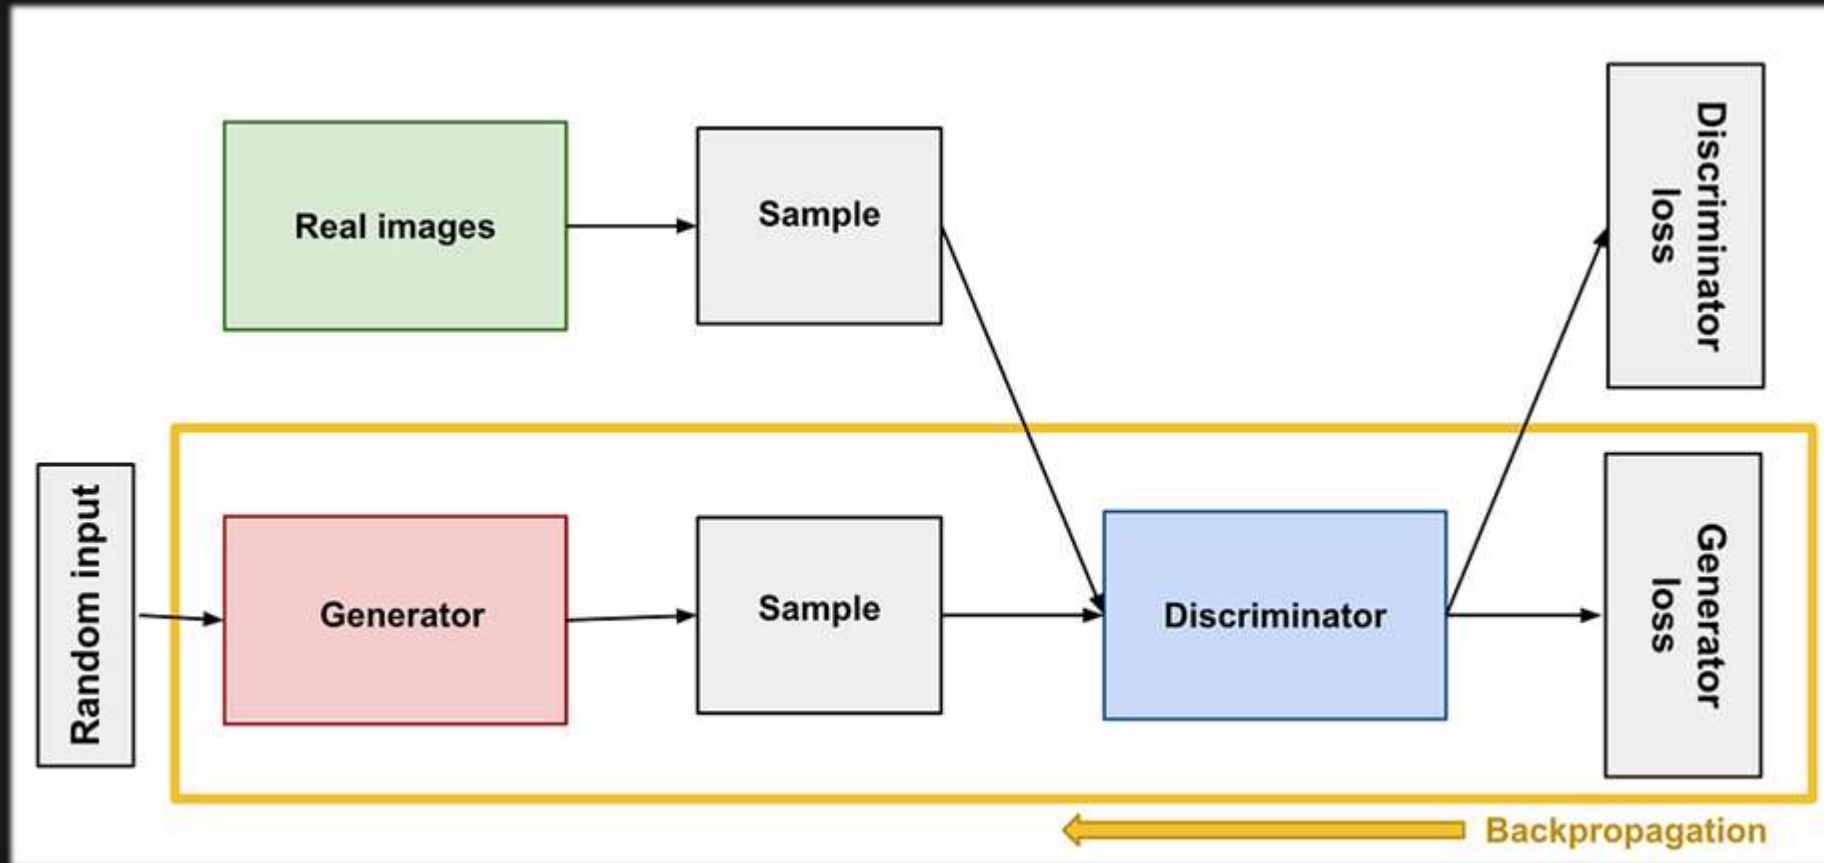 Real images
Sample
Discriminator
loss
Random input
Generator
Sample
Discriminator
Generator
loss
Backpropagation